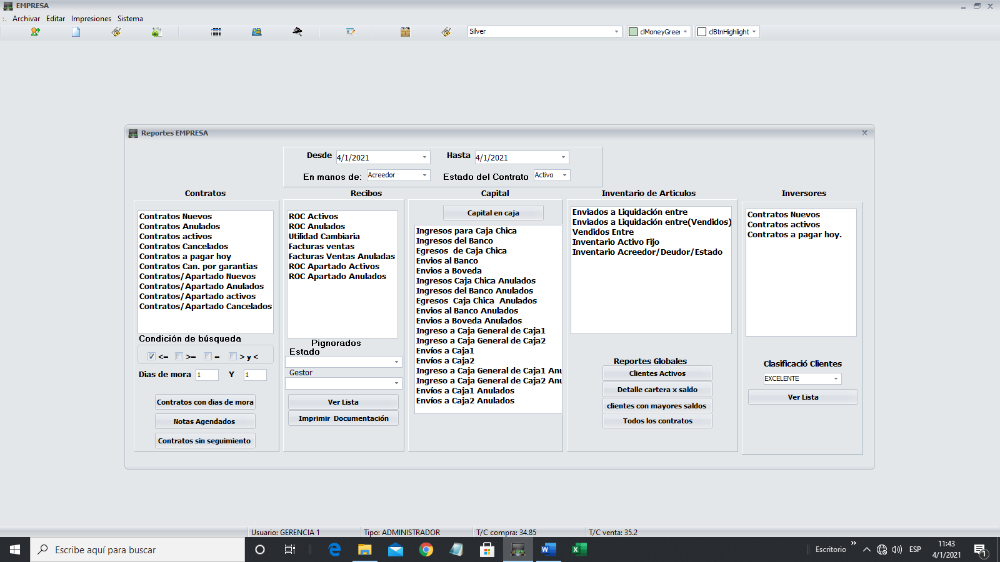 EMPRESA
Archivar Editar Impresiones Sistema
Silver
clMoneyGreen
clBtnHighlight
Reportes EMPRESA
Desde 4/1/2021 Hasta 4/1/2021
En manos de: Acreedor Estado del Contrato Activo
Contratos
Contratos Nuevos
Contratos Anulados
Contratos activos
Contratos Cancelados
Contratos a pagar hoy
Contratos Can. por garantias
Contratos/Apartado Nuevos
Contratos/Apartado Anulados
Contratos/Apartado activos
Contratos/Apartado Cancelados
Condición de búsqueda
<= >= = > y <
Dias de mora 1 Y 1
Contratos con dias de mora
Notas Agendados
Contratos sin seguimiento
Recibos
ROC Activos
ROC Anulados
Utilidad Cambiaria
Facturas ventas
Facturas Ventas Anuladas
ROC Apartado Activos
ROC Apartado Anulados
Pignorados
Estado
Gestor
Ver Lista
Imprimir Documentación
Capital
Capital en caja
Ingresos para Caja Chica
Ingresos del Banco
Egresos de Caja Chica
Envios al Banco
Envios a Boveda
Ingresos Caja Chica Anulados
Ingresos del Banco Anulados
Egresos Caja Chica Anulados
Envios al Banco Anulados
Envios a Boveda Anulados
Ingreso a Caja General de Caja1
Ingreso a Caja General de Caja2
Envíos a Caja1
Envíos a Caja2
Ingreso a Caja General de Caja1 Anu
Ingreso a Caja General de Caja2 Anu
Envíos a Caja1 Anulados
Envíos a Caja2 Anulados
Inventario de Articulos
Enviados a Liquidación entre
Enviados a Liquidación entre(Vendidos)
Vendidos Entre
Inventario Activo Fijo
Inventario Acreedor/Deudor/Estado
Reportes Globales
Clientes Activos
Detalle cartera x saldo
clientes con mayores saldos
Todos los contratos
Inversores
Contratos Nuevos
Contratos activos
Contratos a pagar hoy.
Clasificació Clientes
EXCELENTE
Ver Lista
Usuario: GERENCIA 1 Tipo: ADMINISTRADOR T/C compra: 34.85 T/C venta: 35.2
Escribe aquí para buscar
Escritorio » ESP
11:43
4/1/2021
1